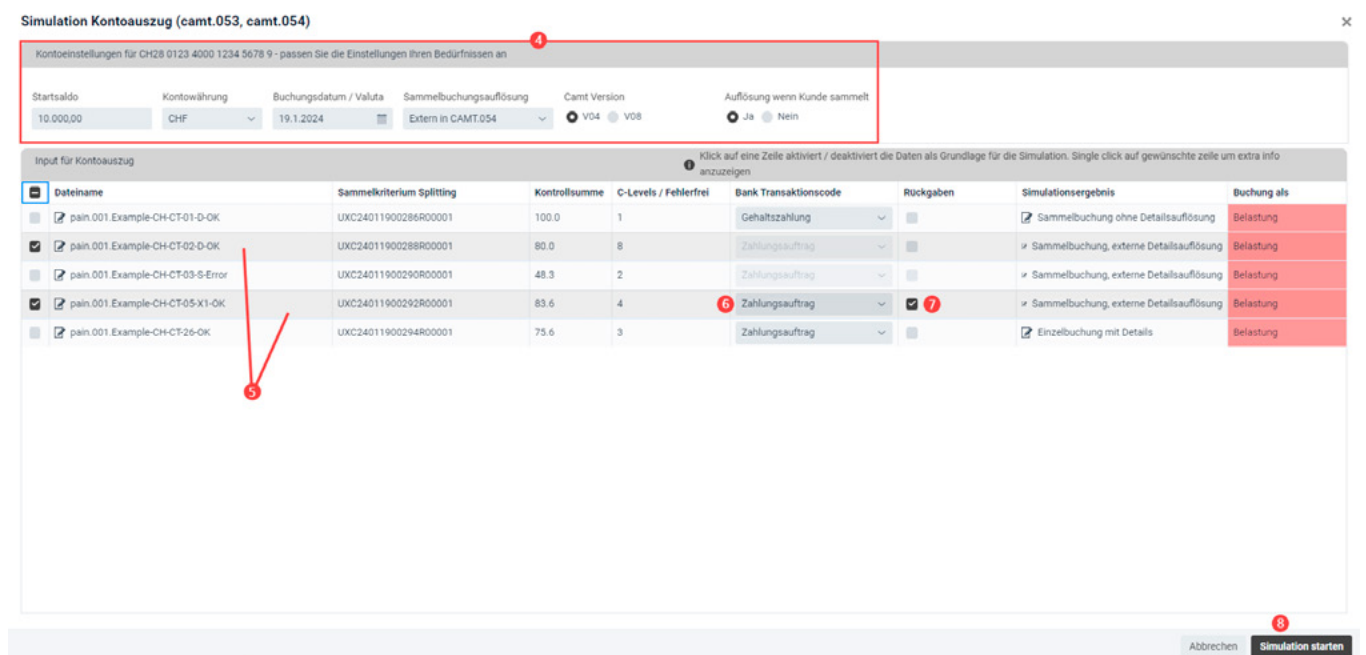 Simulation Kontoauszug (camt.053, camt.054)
4
Kontoeinstellungen für CH28 0123 4000 1234 5678 9 - passen Sie die Einstellungen Ihren Bedürfnissen an
Startsaldo Kontowährung Buchungsdatum / Valuta Sammelbuchungsauflösung Camt Version Auflösung wenn Kunde sammelt
10.000,00 CHF 19.1.2024 Extern in CAMT.054 V04 V08 Ja Nein
Input für Kontoauszug
Klick auf eine Zeile aktiviert / deaktiviert die Daten als Grundlage für die Simulation. Single click auf gewünschte zeile um extra info
anzuzeigen
Dateiname Sammelkriterium Splitting Kontrollsumme C-Levels / Fehlerfrei Bank Transaktionscode Rückgaben Simulationsergebnis Buchung als
pain.001.Example-CH-CT-01-D-OK UXC24011900286R00001 100.0 1 Gehaltszahlung Sammelbuchung ohne Detailsauflösung Belastung
pain.001.Example-CH-CT-02-D-OK UXC24011900288R00001 80.0 8 Zahlungsauftrag Sammelbuchung, externe Detailsauflösung Belastung
pain.001.Example-CH-CT-03-S-Error UXC24011900290R00001 48.3 2 Zahlungsauftrag Sammelbuchung, externe Detailsauflösung Belastung
pain.001.Example-CH-CT-05-X1-OK UXC24011900292R00001 83.6 4 6 Zahlungsauftrag 7 Sammelbuchung, externe Detailsauflösung Belastung
pain.001.Example-CH-CT-26-OK UXC24011900294R00001 75.6 3 Zahlungsauftrag Einzelbuchung mit Details Belastung
5
8
Abbrechen Simulation starten